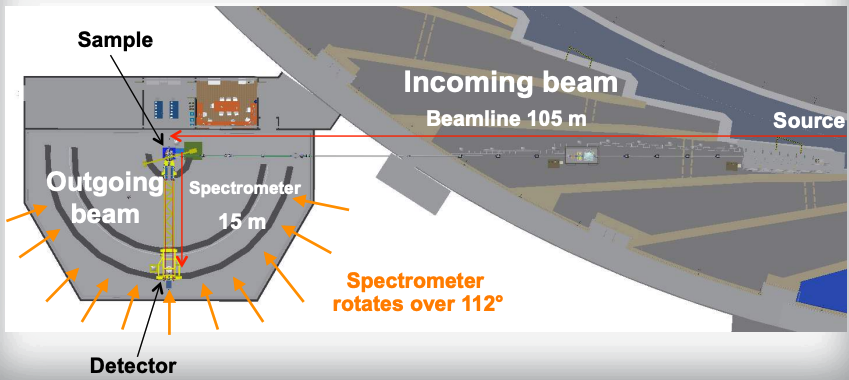 Sample
Incoming beam
Beamline 105 m
Source
Outgoing
beam
Spectrometer
15 m
Spectrometer
rotates over 112°
Detector